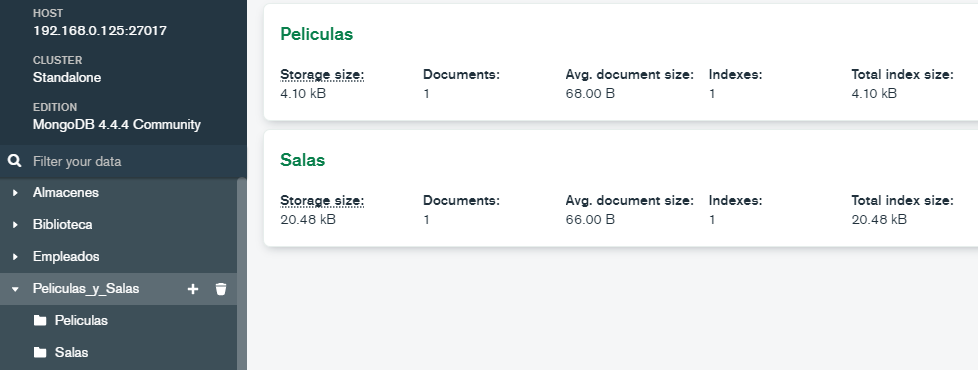 HOST
192.168.0.125:27017
CLUSTER
Standalone
EDITION
MongoDB 4.4.4 Community
Filter your data
Almacenes
Biblioteca
Empleados
Peliculas_y_Salas
Peliculas
Salas
Peliculas
Storage size: Documents: Avg. document size: Indexes: Total index size:
4.10 kB 1 68.00 B 1 4.10 kB
Salas
Storage size: Documents: Avg. document size: Indexes: Total index size:
20.48 kB 1 66.00 B 1 20.48 kB